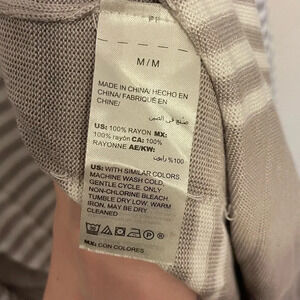 M/M
MADE IN CHINA/ HECHO EN
CHINA/ FABRIQUÉ EN
CHINE/
صنع في الصين
US: 100% RAYON MX:
100% rayón CA: 100%
RAYONNE AE/KW:
100% رايون
US: WITH SIMILAR COLORS.
MACHINE WASH COLD,
GENTLE CYCLE. ONLY
NON-CHLORINE BLEACH
TUMBLE DRY LOW. WARM
IRON. MAY BE DRY
CLEANED
MX: CON COLORES